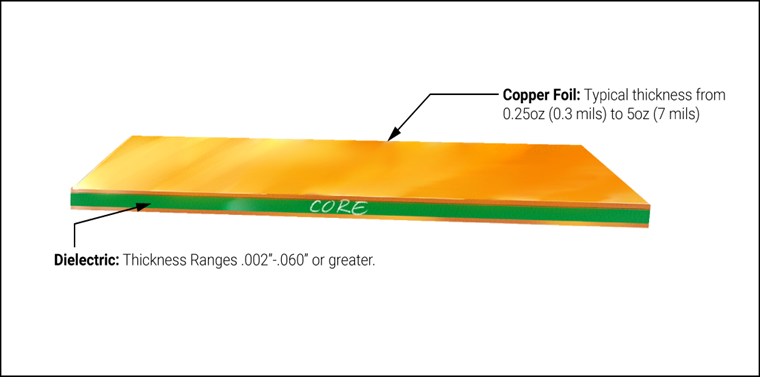 Copper Foil: Typical thickness from
0.25oz (0.3 mils) to 5oz (7 mils)
CORE
Dielectric: Thickness Ranges .002”-.060” or greater.